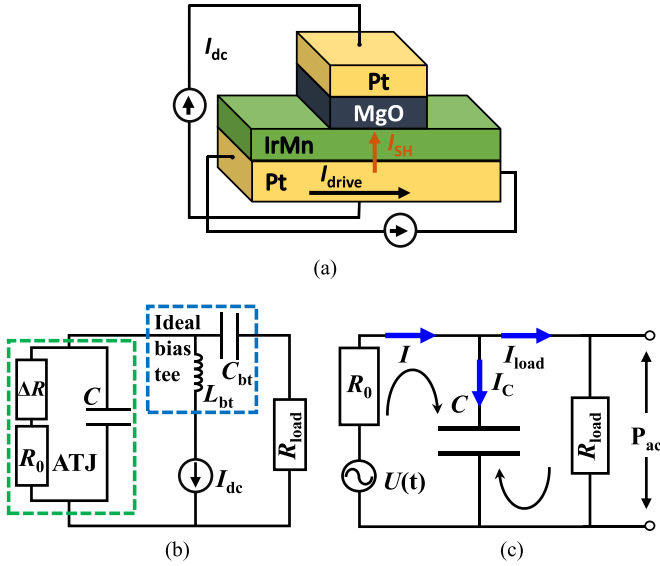 I_dc
Pt
MgO
IrMn
I_SH
Pt
I_drive
(a)
Ideal
bias
tee
C_bt
L_bt
ΔR
C
R_0
ATJ
I_dc
R_load
(b)
I
I_load
R_0
I_C
C
R_load
P_ac
U(t)
(c)